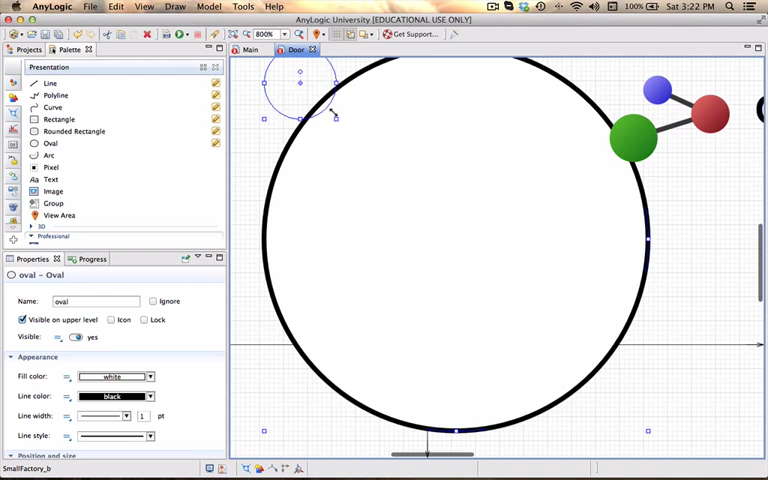 AnyLogic File Edit View Draw Model Tools Help 100% Sat 3:22 PM
AnyLogic University [EDUCATIONAL USE ONLY]
800% Get Support...
Projects Palette Main Door
Presentation
Line
Polyline
Curve
Rectangle
Rounded Rectangle
Oval
Arc
Pixel
Text
Image
Group
View Area
3D
Professional
Properties Progress
oval – Oval
Name: oval Ignore
Visible on upper level Icon Lock
Visible: yes
Appearance
Fill color: white
Line color: black
Line width: 1 pt
Line style:
Position and size
SmallFactory_b